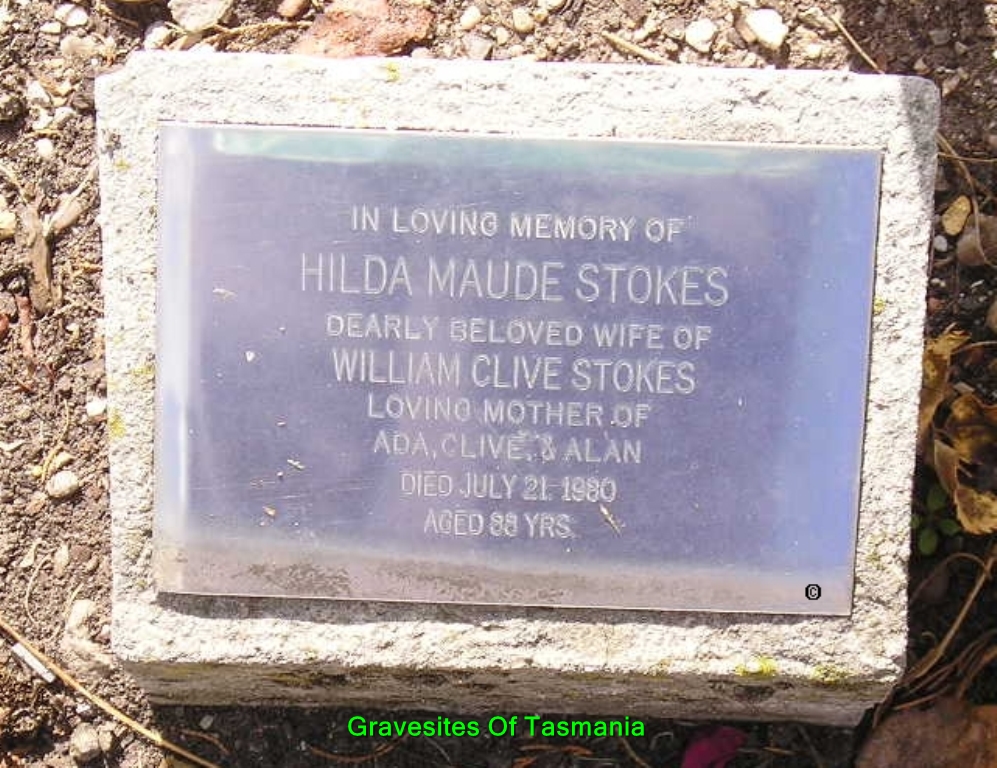 IN LOVING MEMORY OF
HILDA MAUDE STOKES
DEARLY BELOVED WIFE OF
WILLIAM CLIVE STOKES
LOVING MOTHER OF
ADA, CLIVE, & ALAN
DIED JULY 21. 1980
AGED 88 YRS.
©
Gravesites Of Tasmania